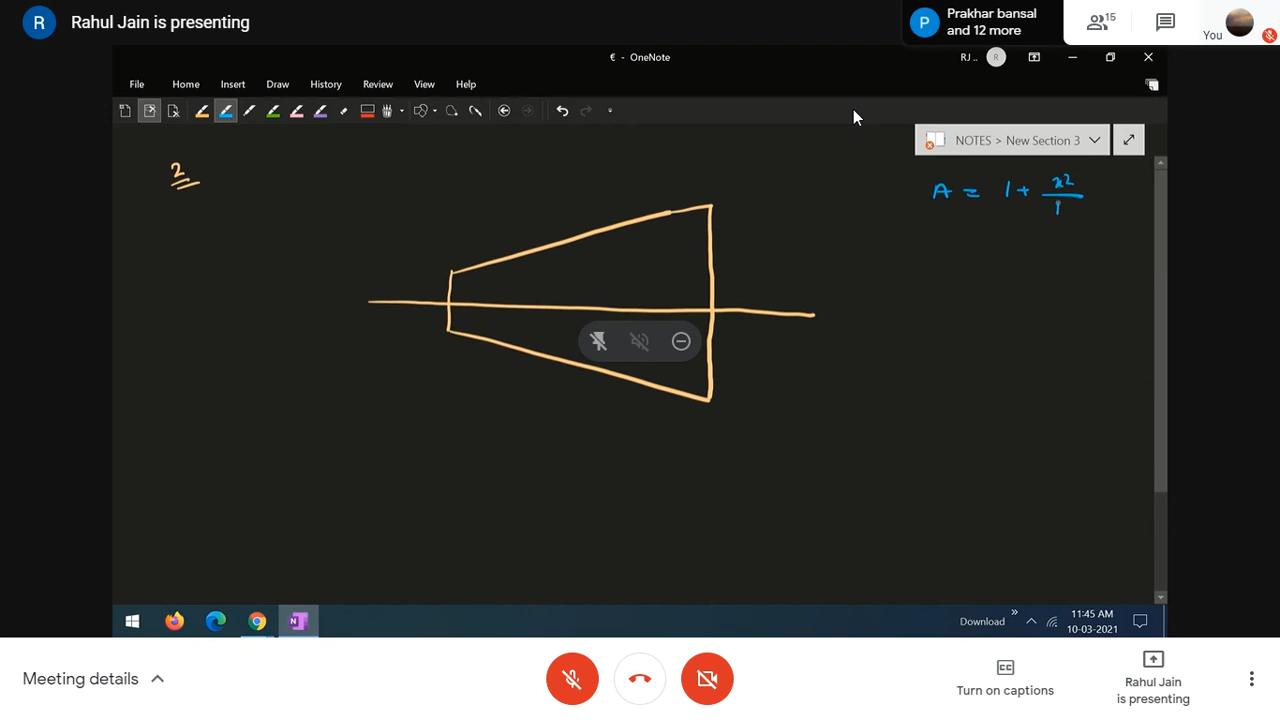 R Rahul Jain is presenting
P Prakhar bansal
and 12 more
15
You
€ - OneNote
RJ ..
R
File Home Insert Draw History Review View Help
NOTES > New Section 3
2
A = 1 + x²/1
Download
11:45 AM
10-03-2021
Meeting details
Turn on captions
Rahul Jain
is presenting